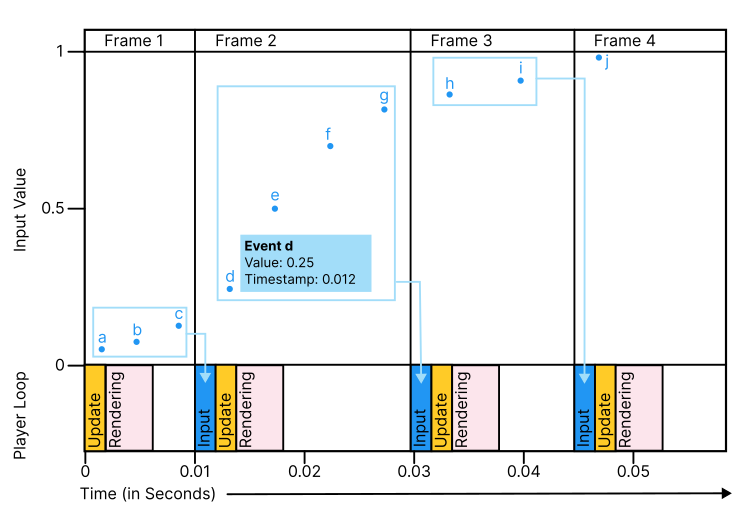 Frame 1
Frame 2
Frame 3
Frame 4
1
0.5
0
Input Value
Player Loop
a
b
c
d
e
f
g
h
i
j
Event d
Value: 0.25
Timestamp: 0.012
Update
Rendering
Input
Update
Rendering
Input
Update
Rendering
Input
Update
Rendering
0
0.01
0.02
0.03
0.04
0.05
Time (in Seconds)